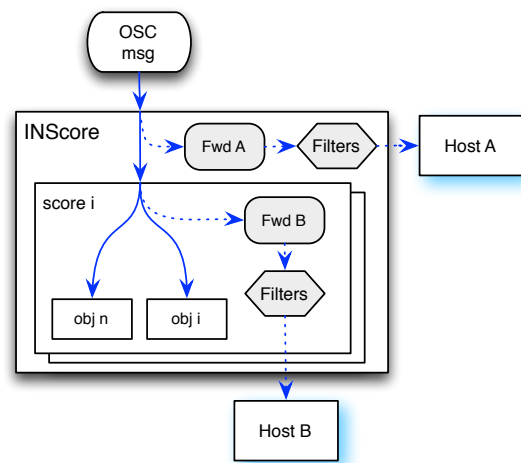 OSC
msg
INScore
Fwd A
Filters
Host A
score i
Fwd B
Filters
obj n
obj i
Host B